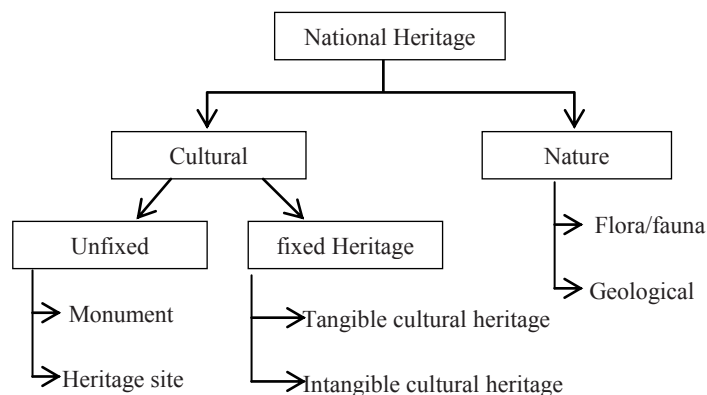 National Heritage
Cultural
Nature
Unfixed
fixed Heritage
Flora/fauna
Geological
Monument
Tangible cultural heritage
Heritage site
Intangible cultural heritage